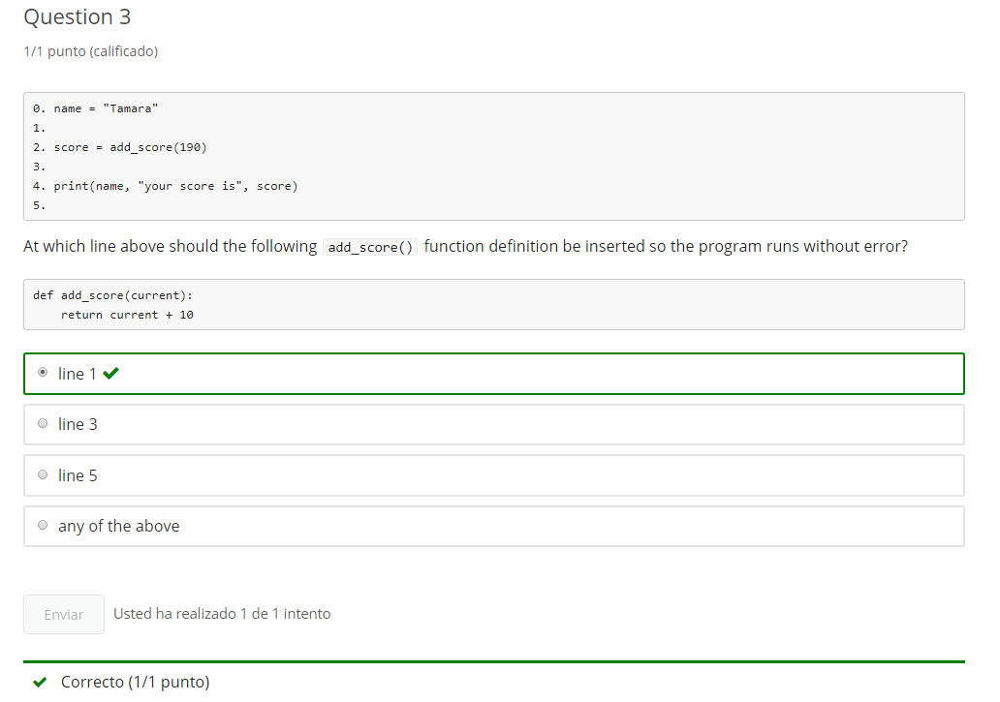 Question 3
1/1 punto (calificado)
0. name = "Tamara"
1.
2. score = add_score(190)
3.
4. print(name, "your score is", score)
5.
At which line above should the following add_score() function definition be inserted so the program runs without error?
def add_score(current):
    return current + 10
line 1
line 3
line 5
any of the above
Enviar Usted ha realizado 1 de 1 intento
Correcto (1/1 punto)